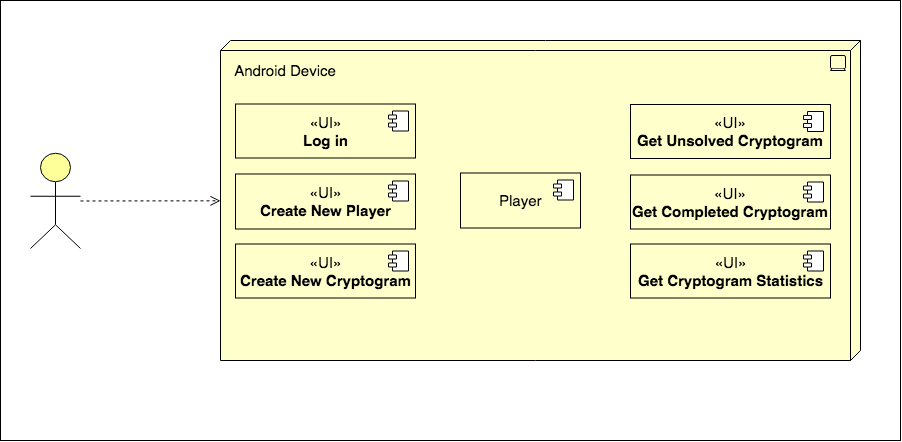 Android Device
«UI»
Log in
«UI»
Create New Player
«UI»
Create New Cryptogram
Player
«UI»
Get Unsolved Cryptogram
«UI»
Get Completed Cryptogram
«UI»
Get Cryptogram Statistics